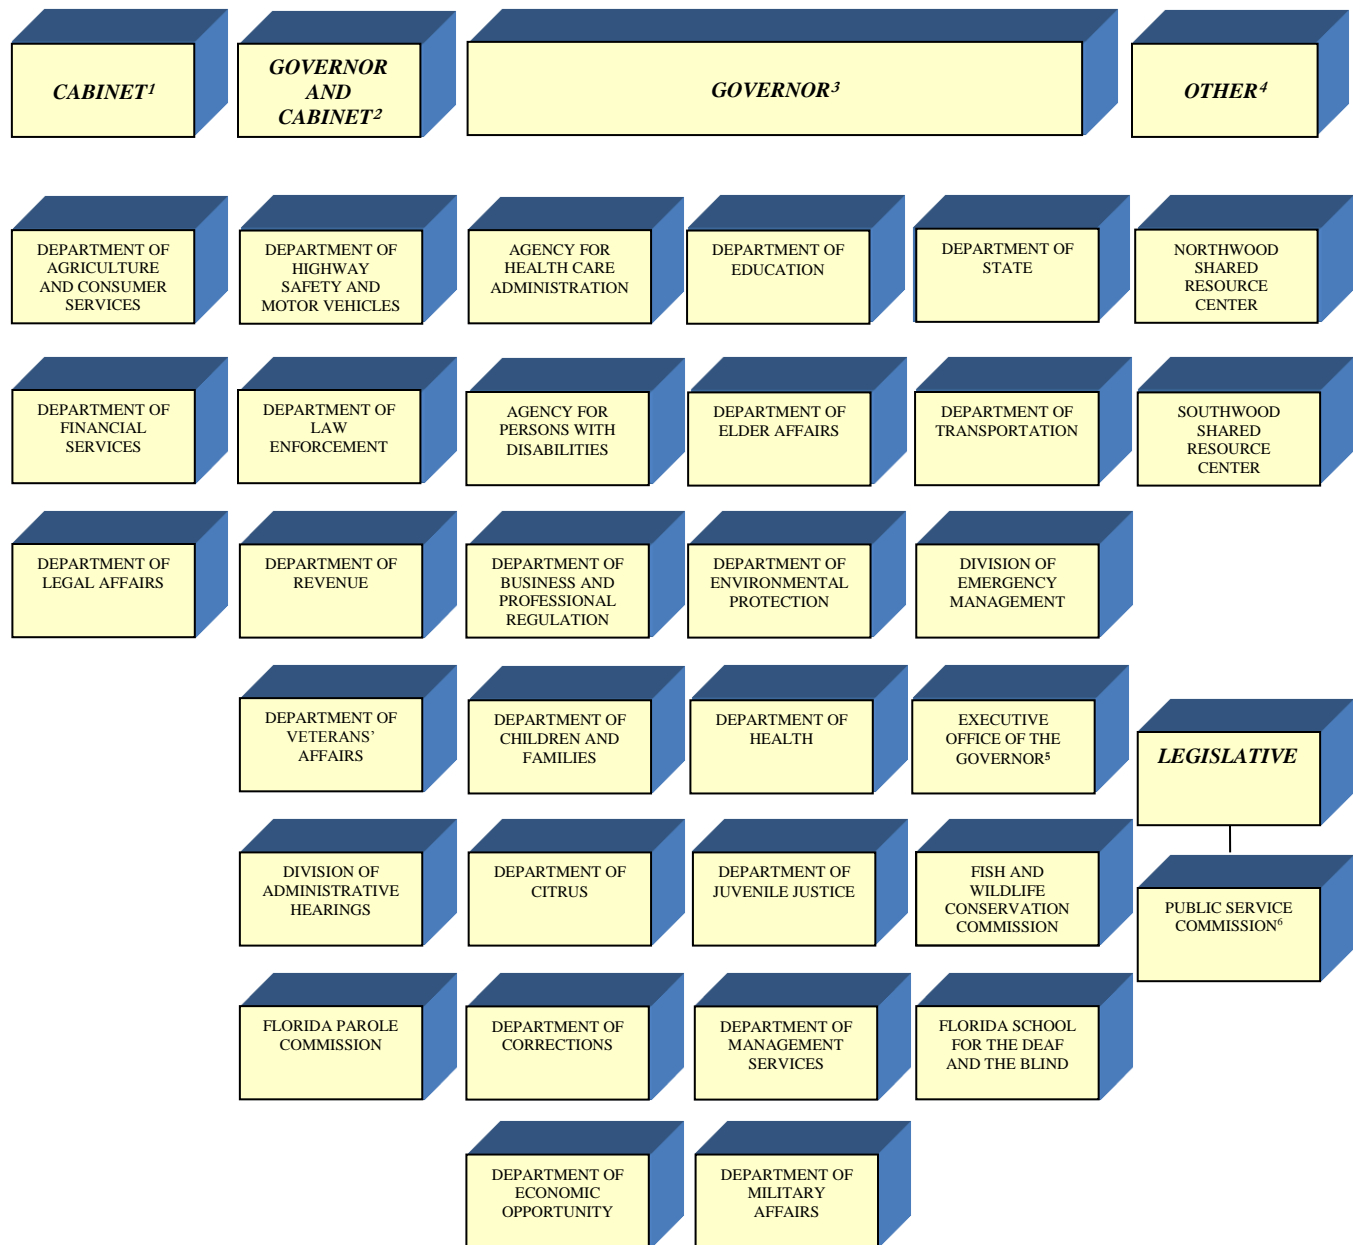 CABINET¹
GOVERNOR
AND
CABINET²
GOVERNOR³
OTHER⁴
DEPARTMENT OF
AGRICULTURE
AND CONSUMER
SERVICES
DEPARTMENT OF
HIGHWAY
SAFETY AND
MOTOR VEHICLES
AGENCY FOR
HEALTH CARE
ADMINISTRATION
DEPARTMENT OF
EDUCATION
DEPARTMENT OF
STATE
NORTHWOOD
SHARED
RESOURCE
CENTER
DEPARTMENT OF
FINANCIAL
SERVICES
DEPARTMENT OF
LAW
ENFORCEMENT
AGENCY FOR
PERSONS WITH
DISABILITIES
DEPARTMENT OF
ELDER AFFAIRS
DEPARTMENT OF
TRANSPORTATION
SOUTHWOOD
SHARED
RESOURCE
CENTER
DEPARTMENT OF
LEGAL AFFAIRS
DEPARTMENT OF
REVENUE
DEPARTMENT OF
BUSINESS AND
PROFESSIONAL
REGULATION
DEPARTMENT OF
ENVIRONMENTAL
PROTECTION
DIVISION OF
EMERGENCY
MANAGEMENT
DEPARTMENT OF
VETERANS’
AFFAIRS
DEPARTMENT OF
CHILDREN AND
FAMILIES
DEPARTMENT OF
HEALTH
EXECUTIVE
OFFICE OF THE
GOVERNOR⁵
LEGISLATIVE
DIVISION OF
ADMINISTRATIVE
HEARINGS
DEPARTMENT OF
CITRUS
DEPARTMENT OF
JUVENILE JUSTICE
FISH AND
WILDLIFE
CONSERVATION
COMMISSION
PUBLIC SERVICE
COMMISSION⁶
FLORIDA PAROLE
COMMISSION
DEPARTMENT OF
CORRECTIONS
DEPARTMENT OF
MANAGEMENT
SERVICES
FLORIDA SCHOOL
FOR THE DEAF
AND THE BLIND
DEPARTMENT OF
ECONOMIC
OPPORTUNITY
DEPARTMENT OF
MILITARY
AFFAIRS